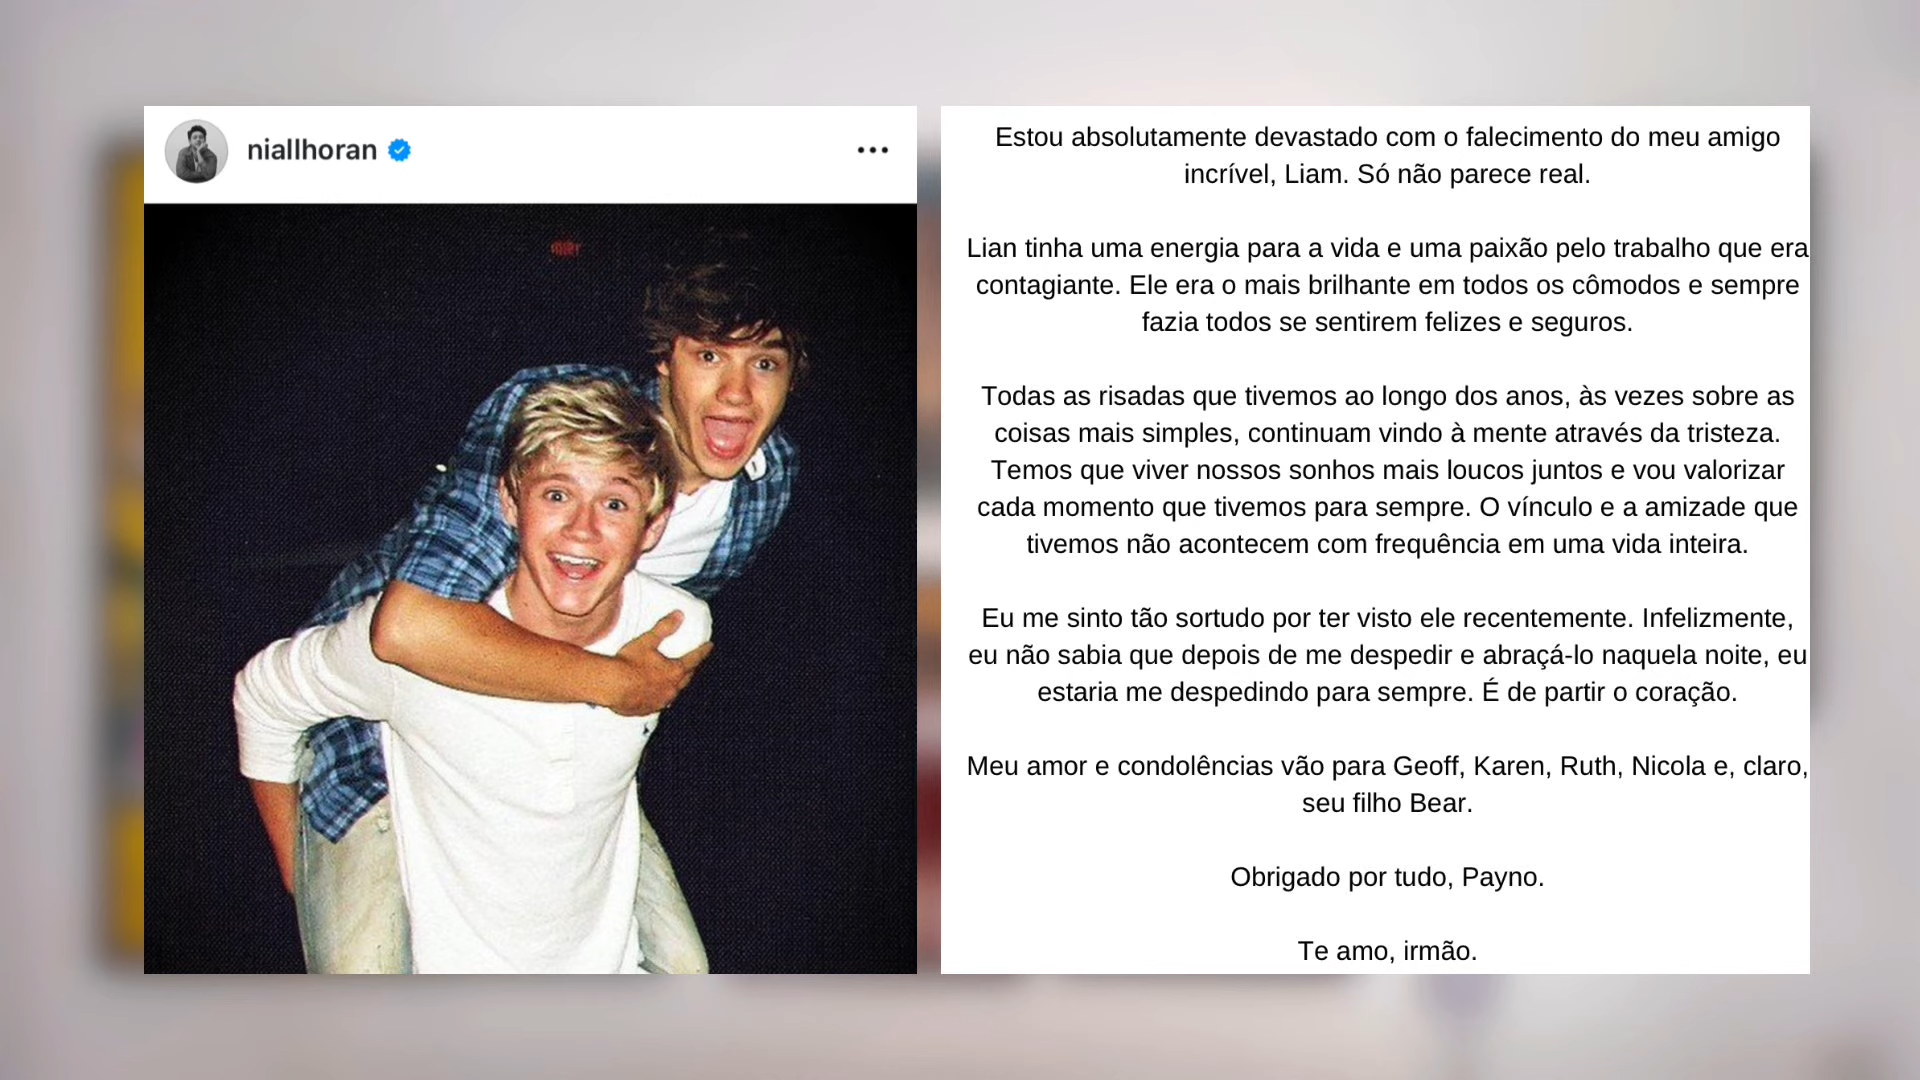 niallhoran
Estou absolutamente devastado com o falecimento do meu amigo
incrível, Liam. Só não parece real.
Lian tinha uma energia para a vida e uma paixão pelo trabalho que era
contagiante. Ele era o mais brilhante em todos os cômodos e sempre
fazia todos se sentirem felizes e seguros.
Todas as risadas que tivemos ao longo dos anos, às vezes sobre as
coisas mais simples, continuam vindo à mente através da tristeza.
Temos que viver nossos sonhos mais loucos juntos e vou valorizar
cada momento que tivemos para sempre. O vínculo e a amizade que
tivemos não acontecem com frequência em uma vida inteira.
Eu me sinto tão sortudo por ter visto ele recentemente. Infelizmente,
eu não sabia que depois de me despedir e abraçá-lo naquela noite, eu
estaria me despedindo para sempre. É de partir o coração.
Meu amor e condolências vão para Geoff, Karen, Ruth, Nicola e, claro,
seu filho Bear.
Obrigado por tudo, Payno.
Te amo, irmão.